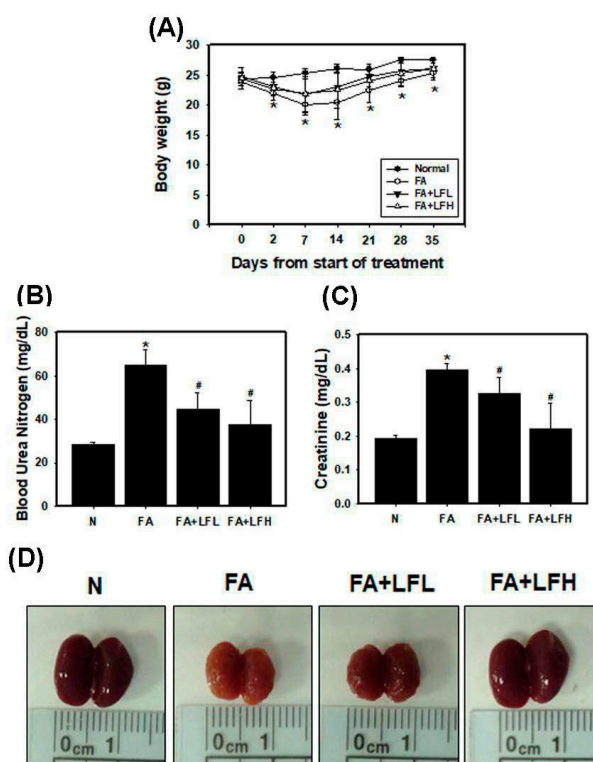 (A)
Body weight (g)
30
25
20
15
10
5
0
Normal
FA
FA+LFL
FA+LFH
0 2 7 14 21 28 35
Days from start of treatment
* * * * * *
(B)
Blood Urea Nitrogen (mg/dL)
80
60
40
20
0
*
#
#
N FA FA+LFL FA+LFH
(C)
Creatinine (mg/dL)
0.5
0.4
0.3
0.2
0.1
0.0
*
#
#
N FA FA+LFL FA+LFH
(D)
N FA FA+LFL FA+LFH
0cm 1
0cm 1
0cm 1
0cm 1